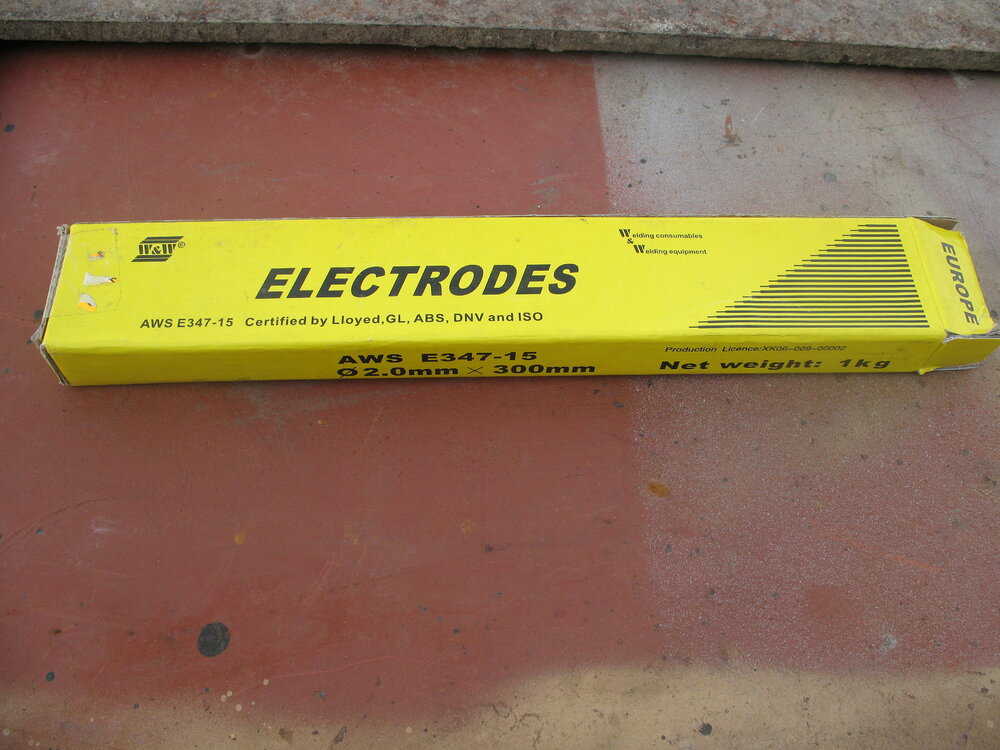 W&W®
Welding consumables
&
Welding equipment
ELECTRODES
AWS E347-15 Certified by Lloyed,GL, ABS, DNV and ISO
EUROPE
AWS E347-15
Ø2.0mm × 300mm
Production Licence:XK06-009-00002
Net weight: 1kg